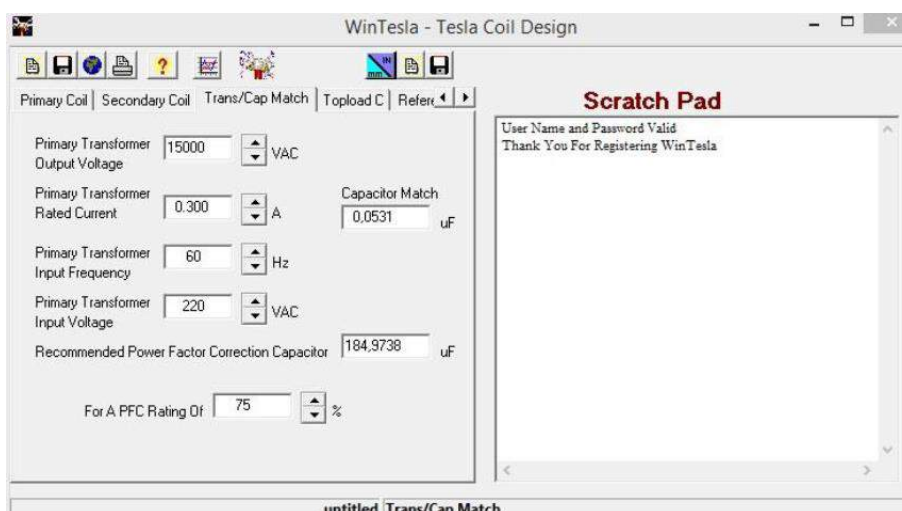 WinTesla - Tesla Coil Design
IN
mm
?
Primary Coil
Secondary Coil
Trans/Cap Match
Topload C
Refere
Primary Transformer
Output Voltage
15000
VAC
Primary Transformer
Rated Current
0.300
A
Capacitor Match
0,0531
uF
Primary Transformer
Input Frequency
60
Hz
Primary Transformer
Input Voltage
220
VAC
Recommended Power Factor Correction Capacitor
184,9738
uF
For A PFC Rating Of
75
%
Scratch Pad
User Name and Password Valid
Thank You For Registering WinTesla
untitled
Trans/Cap Match